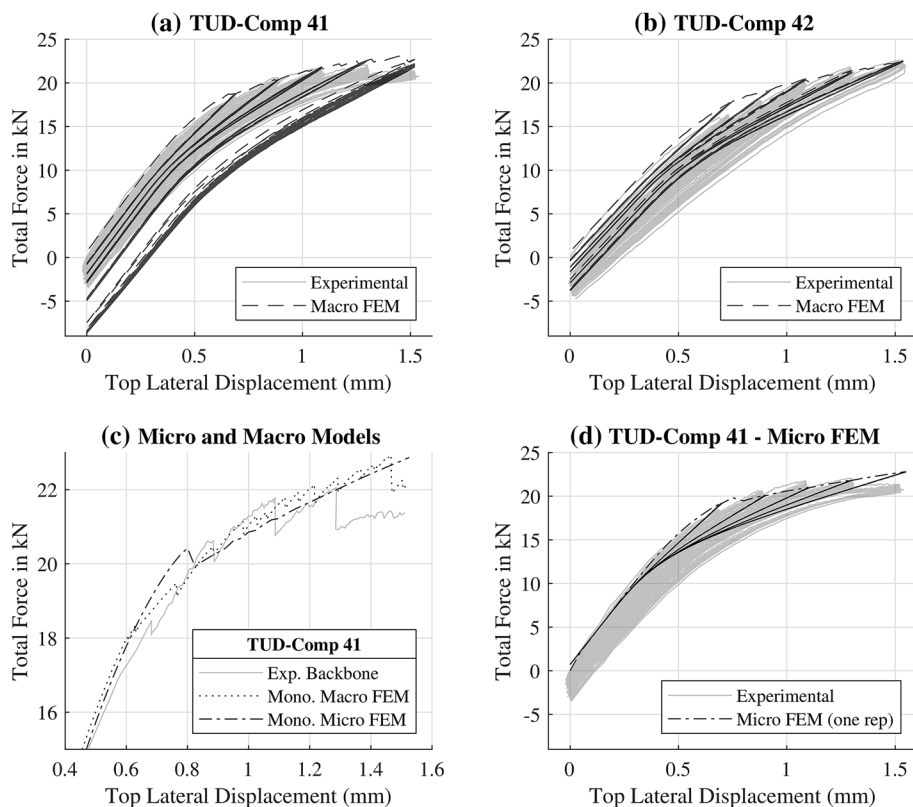 (a) TUD-Comp 41
25
20
15
10
5
0
-5
0
0.5
1
1.5
Total Force in kN
Top Lateral Displacement (mm)
Experimental
Macro FEM
(b) TUD-Comp 42
25
20
15
10
5
0
-5
0
0.5
1
1.5
Total Force in kN
Top Lateral Displacement (mm)
Experimental
Macro FEM
(c) Micro and Macro Models
22
20
18
16
0.4
0.6
0.8
1
1.2
1.4
1.6
Total Force in kN
Top Lateral Displacement (mm)
TUD-Comp 41
Exp. Backbone
Mono. Macro FEM
Mono. Micro FEM
(d) TUD-Comp 41 - Micro FEM
25
20
15
10
5
0
-5
0
0.5
1
1.5
Total Force in kN
Top Lateral Displacement (mm)
Experimental
Micro FEM (one rep)